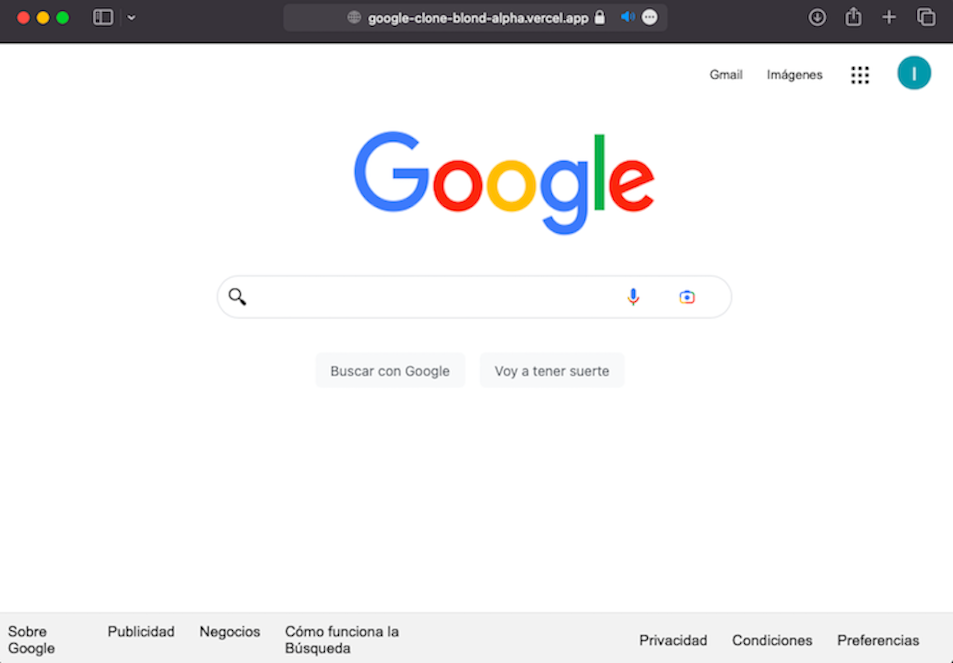 google-clone-blond-alpha.vercel.app
Gmail Imágenes I
Google
Buscar con Google Voy a tener suerte
Sobre Google Publicidad Negocios Cómo funciona la Búsqueda Privacidad Condiciones Preferencias